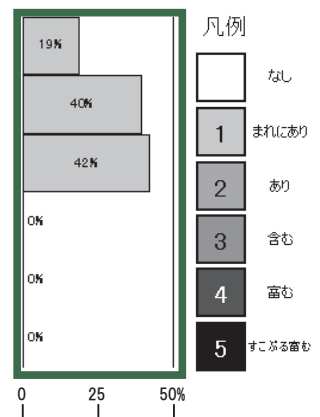 凡例
19%
40%
42%
0%
0%
0%
0 25 50%
なし
1 まれにあり
2 あり
3 含む
4 富む
5 すこぶる富む